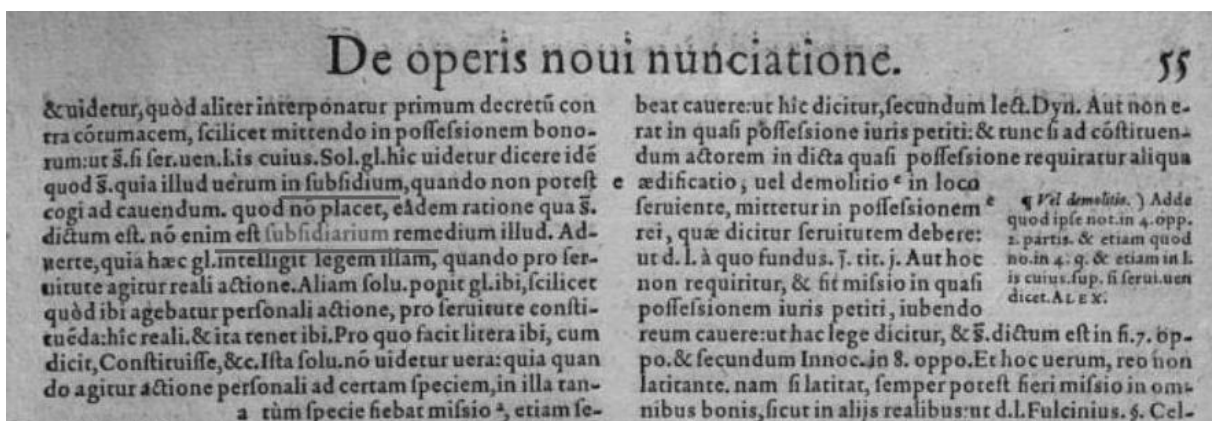 De operis noui nunciatione.
55
& uidetur, quòd aliter interponatur primum decretũ con
tra cōtumacem, scilicet mittendo in possessionem bono-
rum: ut s̄. si ser. uen. l. is cuius. Sol. gl. hic uidetur dicere idē
quod s̄. quia illud uerum in subsidium, quando non potest
cogi ad cauendum. quod nō placet, eādem ratione qua s̄.
dictum est. nō enim est subsidiarium remedium illud. Ad-
uerte, quia hæc gl. intelligit legem illam, quando pro ser-
uitute agitur reali actione. Aliam solu. ponit gl. ibi, scilicet
quòd ibi agebatur personali actione, pro seruitute consti-
tuēda: hic reali. & ita tenet ibi. Pro quo facit litera ibi, cum
dicit, Constituisse, &c. Ista solu. nō uidetur uera: quia quan
do agitur actione personali ad certam speciem, in illa tan-
a tùm specie fiebat missio ᵃ, etiam se-
beat cauere: ut hic dicitur, secundum lect. Dyn. Aut non e-
rat in quasi possessione iuris petiti: & tunc si ad cōstituen-
dum actorem in dicta quasi possessione requiratur aliqua
e ædificatio, uel demolitio ᵉ in loco
seruiente, mittetur in possessionem
rei, quæ dicitur seruitutem debere:
ut d. l. à quo fundus. j̄. tit. j. Aut hoc
non requiritur, & fit missio in quasi
possessionem iuris petiti, iubendo
reum cauere: ut hac lege dicitur, & s̄. dictum est in fi. 7. op-
po. & secundum Innoc. in 8. oppo. Et hoc uerum, reo non
latitante. nam si latitat, semper potest fieri missio in om-
nibus bonis, sicut in alijs realibus: ut d. l. Fulcinius. §. Cel-
e ¶ Vel demolitio. ) Adde
quod ipse not. in 4. opp.
2. partis. & etiam quod
no. in 4. q. & etiam in l.
is cuius. sup. si serui. uen
dicet. ALEX.